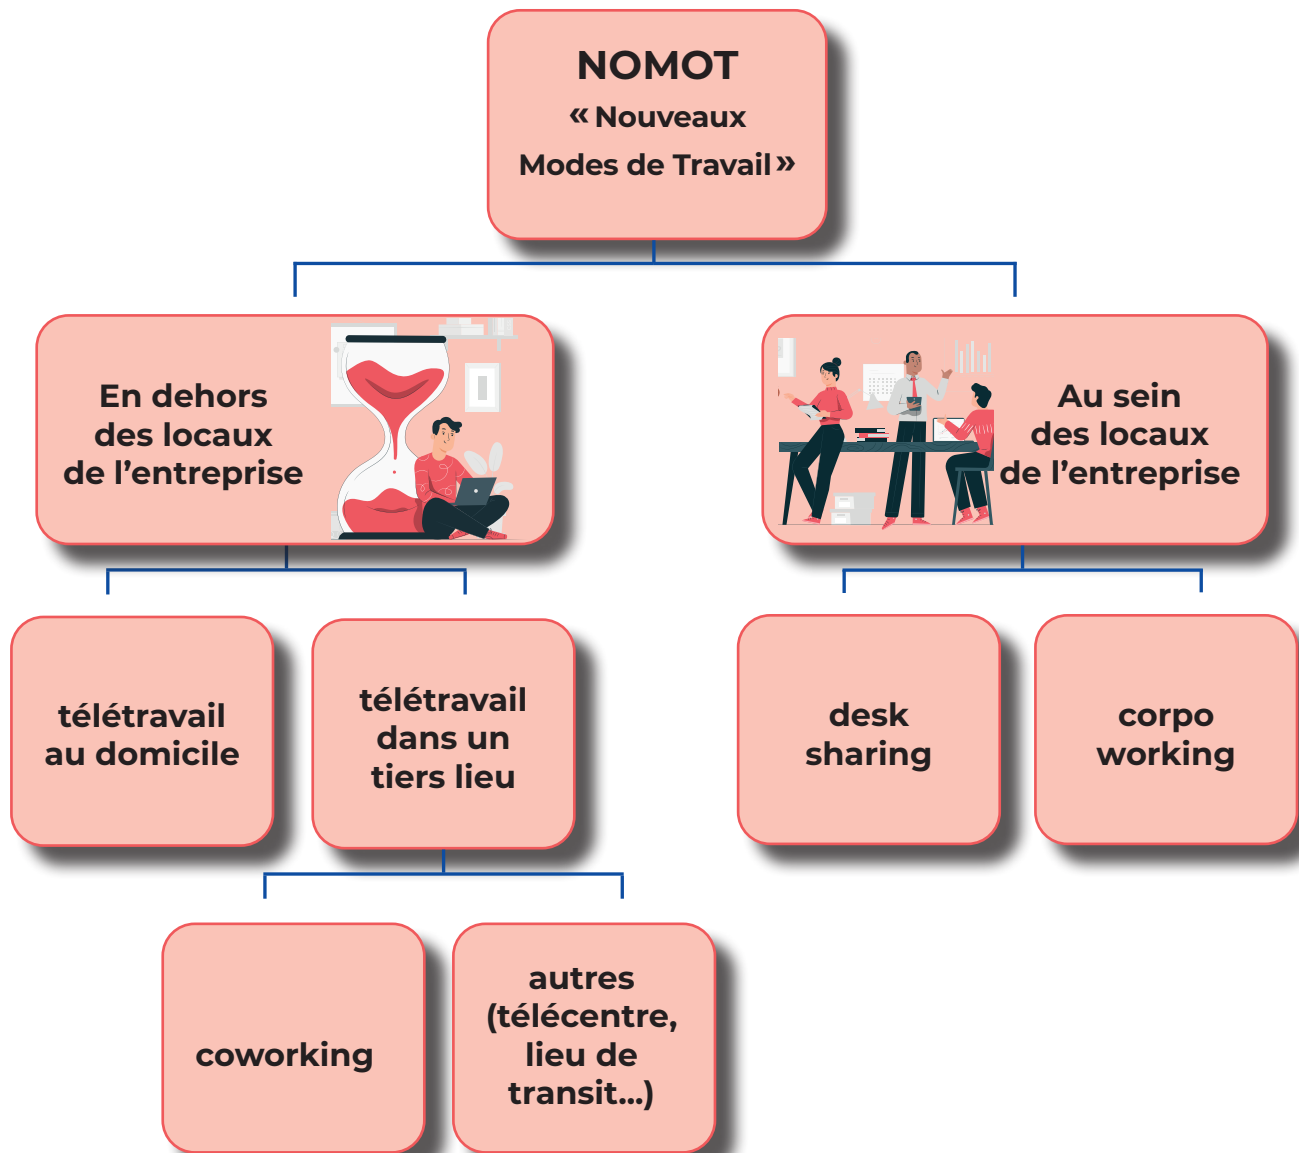 NOMOT
« Nouveaux
Modes de Travail »
En dehors
des locaux
de l’entreprise
Au sein
des locaux
de l’entreprise
télétravail
au domicile
télétravail
dans un
tiers lieu
desk
sharing
corpo
working
coworking
autres
(télécentre,
lieu de
transit...)